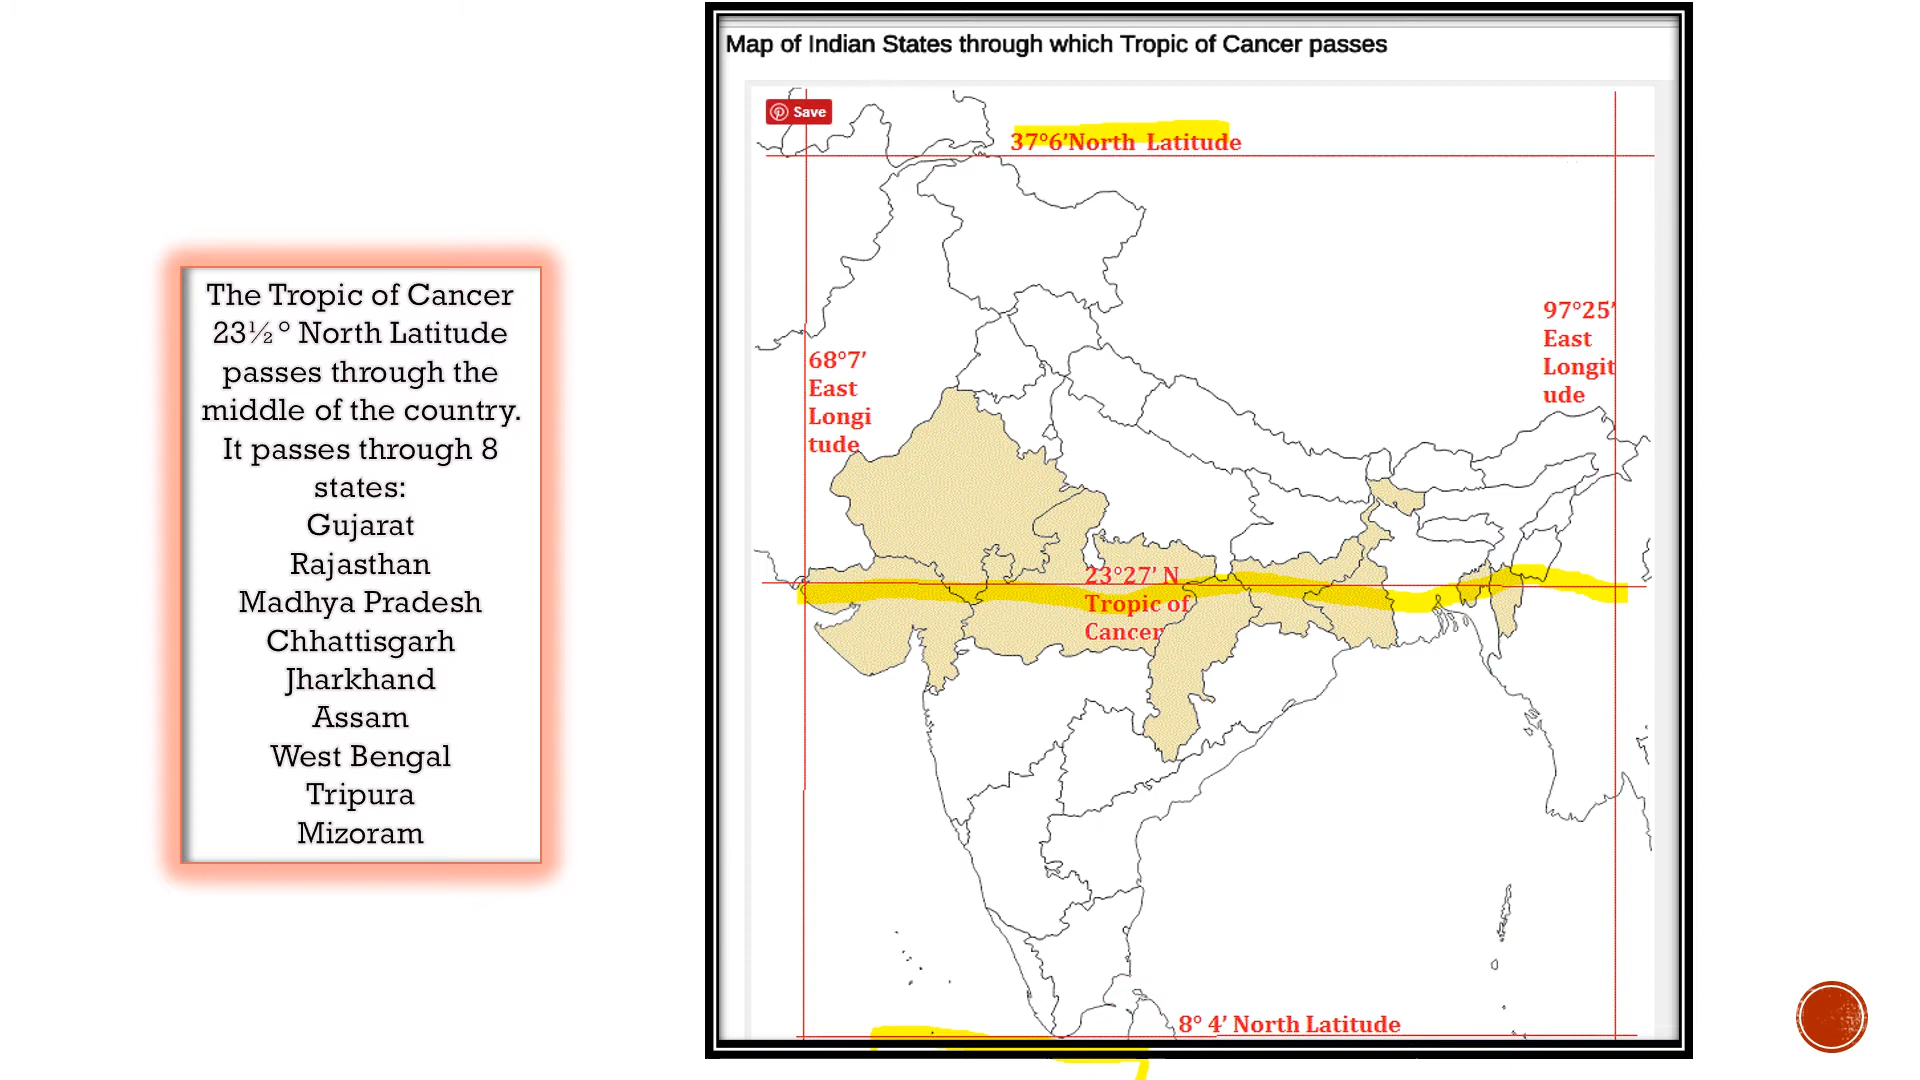 The Tropic of Cancer
23½° North Latitude
passes through the
middle of the country.
It passes through 8
states:
Gujarat
Rajasthan
Madhya Pradesh
Chhattisgarh
Jharkhand
Assam
West Bengal
Tripura
Mizoram
Map of Indian States through which Tropic of Cancer passes
Save
37°6'North Latitude
97°25'
East
Longit
ude
68°7'
East
Longi
tude
23°27' N
Tropic of
Cancer
8° 4' North Latitude